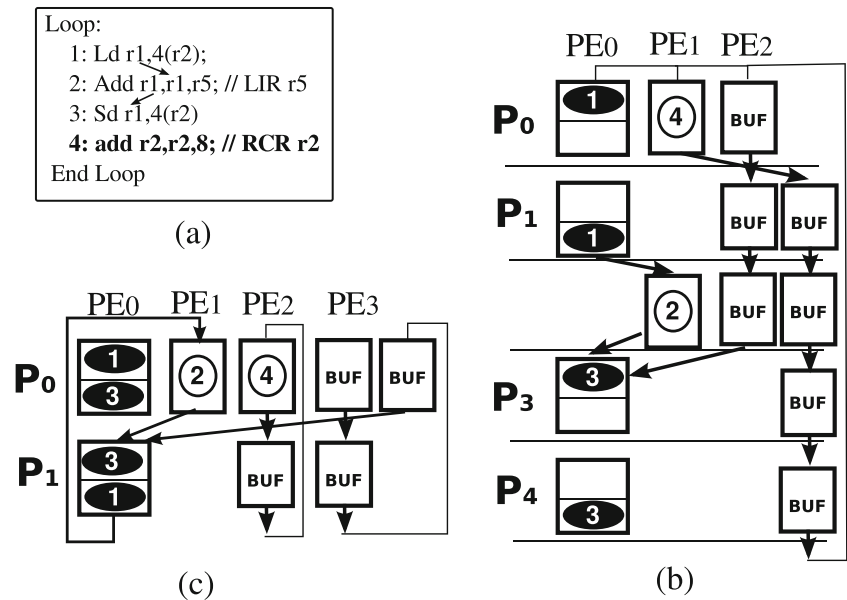 Loop:
1: Ld r1,4(r2);
2: Add r1,r1,r5; // LIR r5
3: Sd r1,4(r2)
4: add r2,r2,8; // RCR r2
End Loop
(a)
PE0 PE1 PE2
P0 1 4 BUF
P1 1 BUF BUF
2 BUF BUF
P3 3 BUF
P4 3 BUF
(b)
PE0 PE1 PE2 PE3
P0 1 3 2 4 BUF BUF
P1 3 1 BUF BUF
(c)